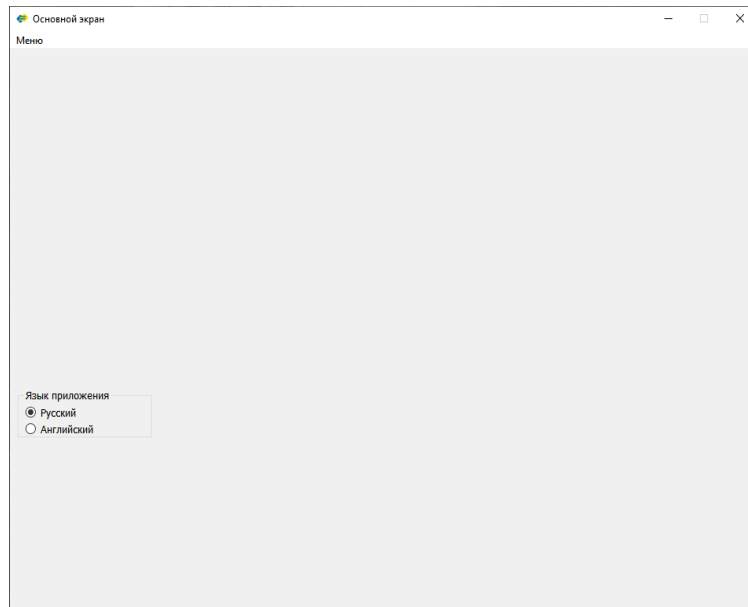 Основной экран
Меню
Язык приложения
Русский
Английский